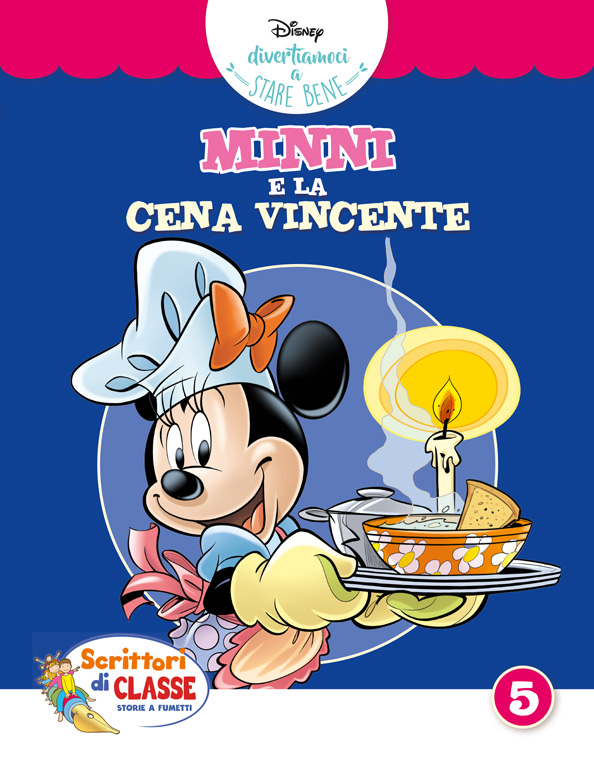 DISNEY
divertiamoci
a
STARE BENE
MINNI
E LA
CENA VINCENTE
Scrittori
di CLASSE
STORIE A FUMETTI
5